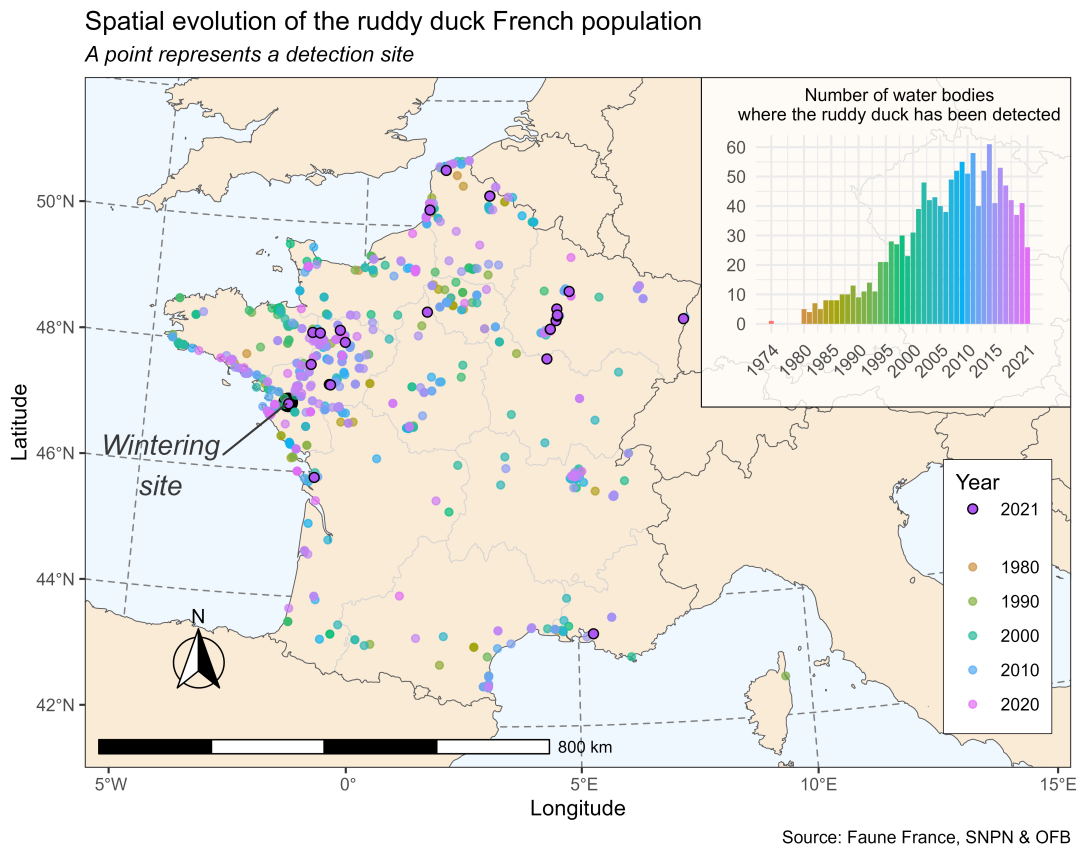 Spatial evolution of the ruddy duck French population
A point represents a detection site
Number of water bodies
where the ruddy duck has been detected
60
50
40
30
20
10
0
1974
1980
1985
1990
1995
2000
2005
2010
2015
2021
50°N
48°N
46°N
44°N
42°N
Latitude
Wintering
site
N
800 km
Year
2021
1980
1990
2000
2010
2020
5°W
0°
5°E
10°E
15°E
Longitude
Source: Faune France, SNPN & OFB